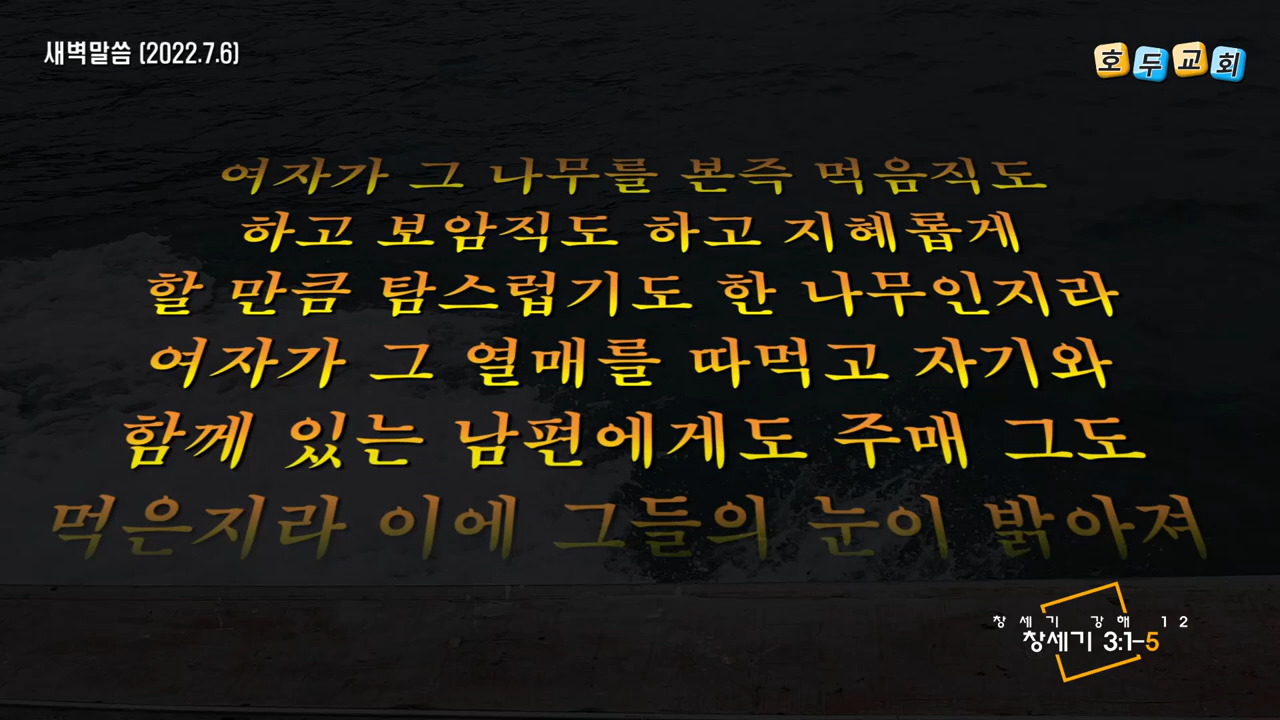 새벽말씀 (2022.7.6)
호두교회
여자가 그 나무를 본즉 먹음직도
하고 보암직도 하고 지혜롭게
할 만큼 탐스럽기도 한 나무인지라
여자가 그 열매를 따먹고 자기와
함께 있는 남편에게도 주매 그도
먹은지라 이에 그들의 눈이 밝아져
창세기 강해 12
창세기 3:1-5